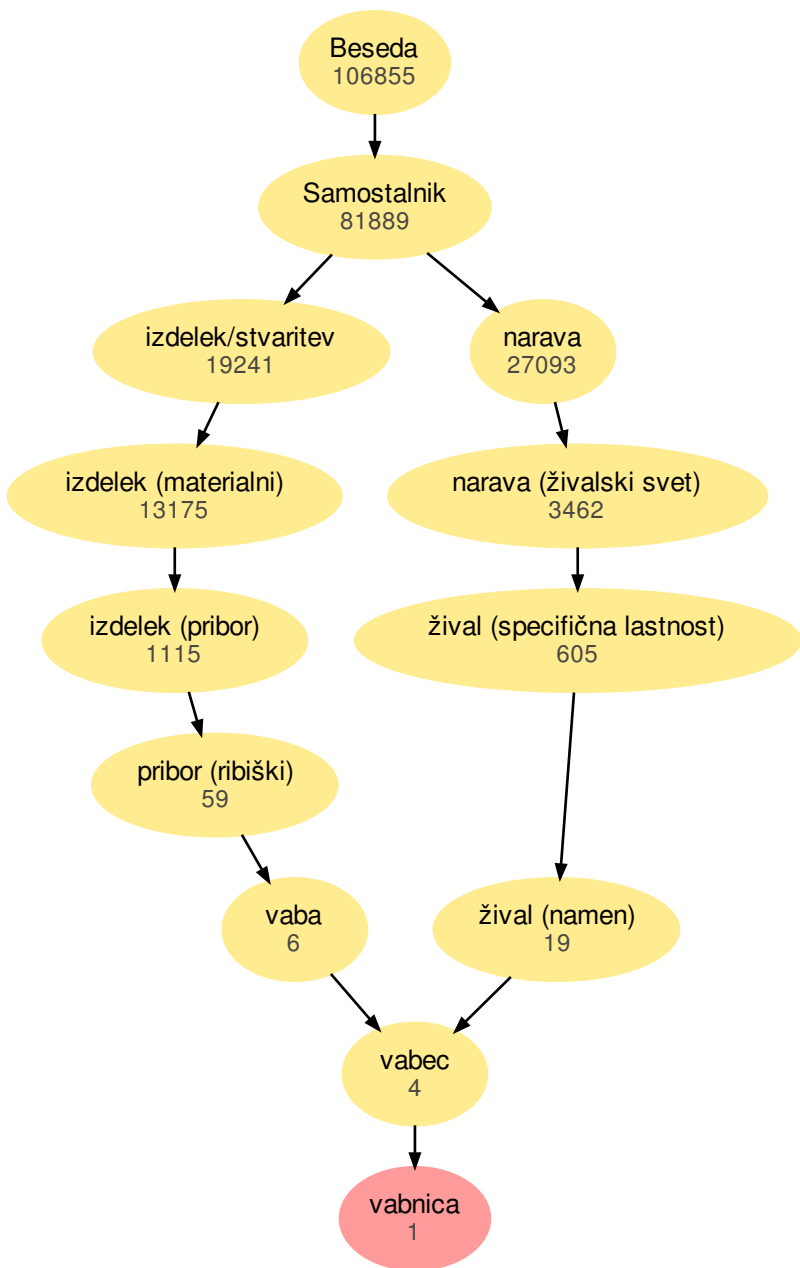 Beseda
106855
Samostalnik
81889
izdelek/stvaritev
19241
narava
27093
izdelek (materialni)
13175
narava (živalski svet)
3462
izdelek (pribor)
1115
žival (specifična lastnost)
605
pribor (ribiški)
59
vaba
6
žival (namen)
19
vabec
4
vabnica
1